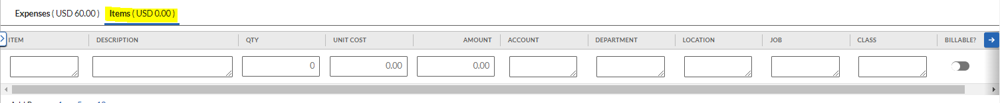 Expenses ( USD 60.00 ) Items ( USD 0.00 )
ITEM DESCRIPTION QTY UNIT COST AMOUNT ACCOUNT DEPARTMENT LOCATION JOB CLASS BILLABLE?
0 0.00 0.00